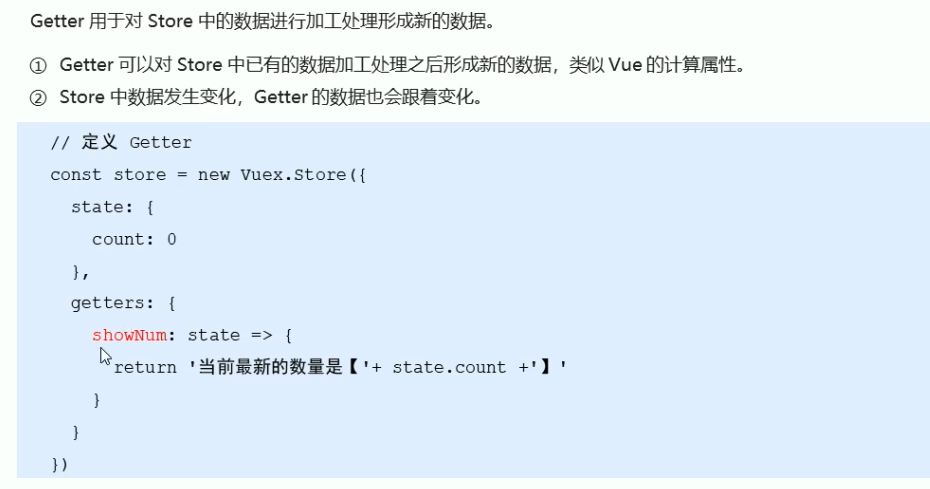 Getter 用于对 Store 中的数据进行加工处理形成新的数据。
① Getter 可以对 Store 中已有的数据加工处理之后形成新的数据，类似 Vue 的计算属性。
② Store 中数据发生变化，Getter 的数据也会跟着变化。
// 定义 Getter
const store = new Vuex.Store({
  state: {
    count: 0
  },
  getters: {
    showNum: state => {
      return '当前最新的数量是【'+ state.count +'】'
    }
  }
})